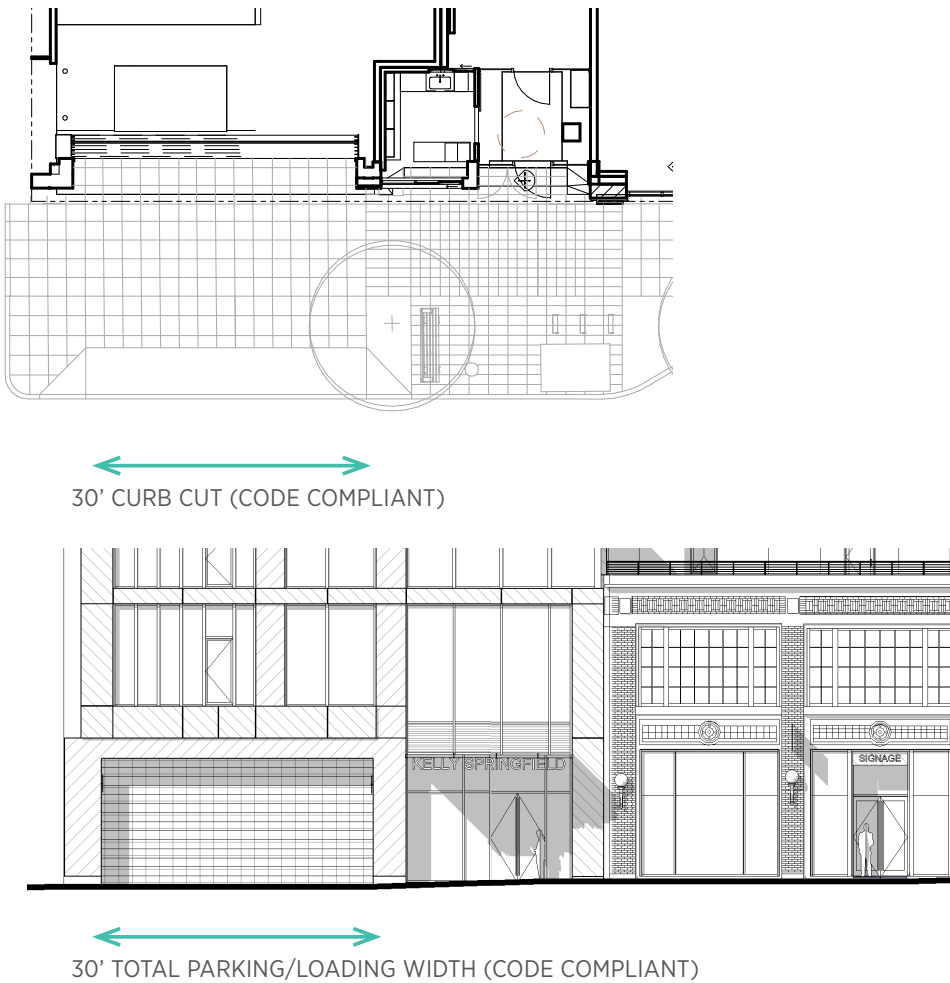 30’ CURB CUT (CODE COMPLIANT)
KELLY SPRINGFIELD
SIGNAGE
30’ TOTAL PARKING/LOADING WIDTH (CODE COMPLIANT)